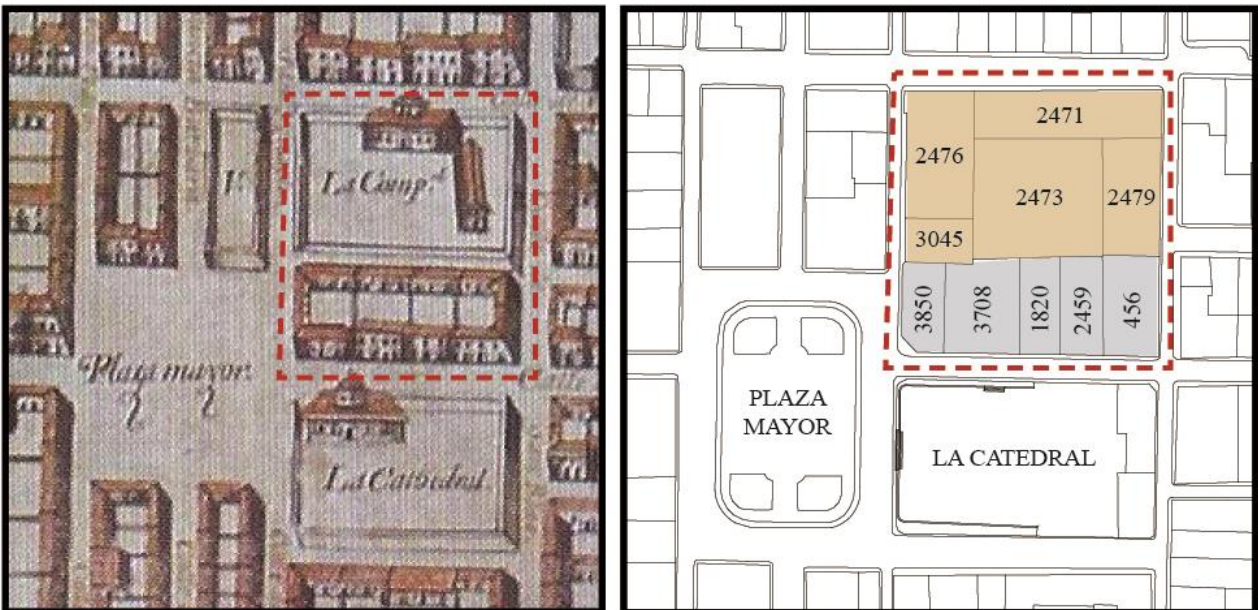 La Comp.ª
Plaza mayor
La Catedral
2471
2476
2473
2479
3045
3850
3708
1820
2459
456
PLAZA
MAYOR
LA CATEDRAL